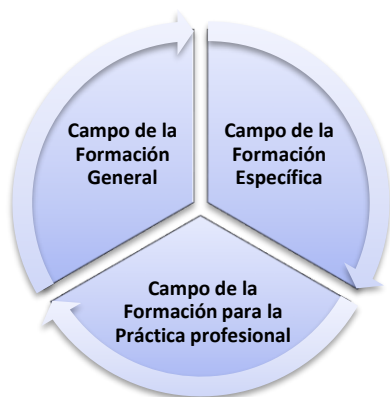 Campo de la
Formación
General
Campo de la
Formación
Específica
Campo de la
Formación para la
Práctica profesional